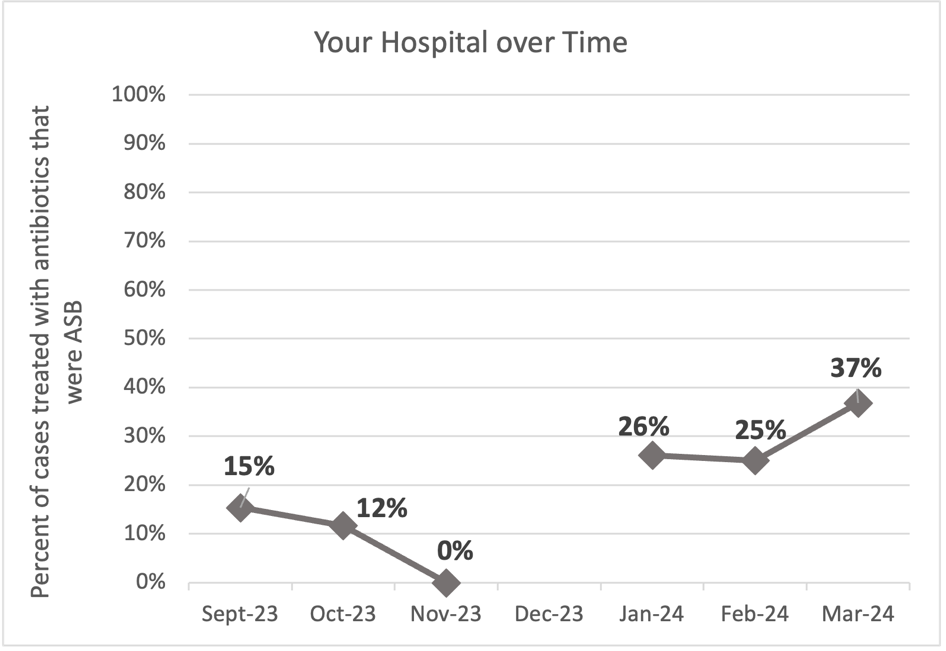 Your Hospital over Time
Percent of cases treated with antibiotics that
were ASB
100%
90%
80%
70%
60%
50%
40%
30%
20%
10%
0%
15%
12%
0%
26%
25%
37%
Sept-23
Oct-23
Nov-23
Dec-23
Jan-24
Feb-24
Mar-24